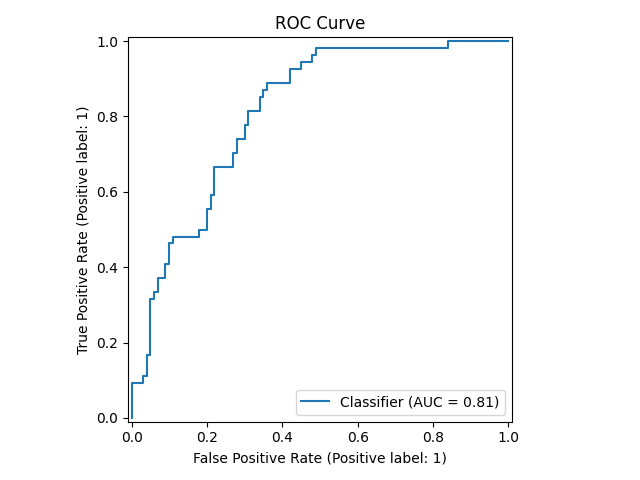 ROC Curve
1.0
0.8
0.6
0.4
0.2
0.0
True Positive Rate (Positive label: 1)
Classifier (AUC = 0.81)
0.0 0.2 0.4 0.6 0.8 1.0
False Positive Rate (Positive label: 1)